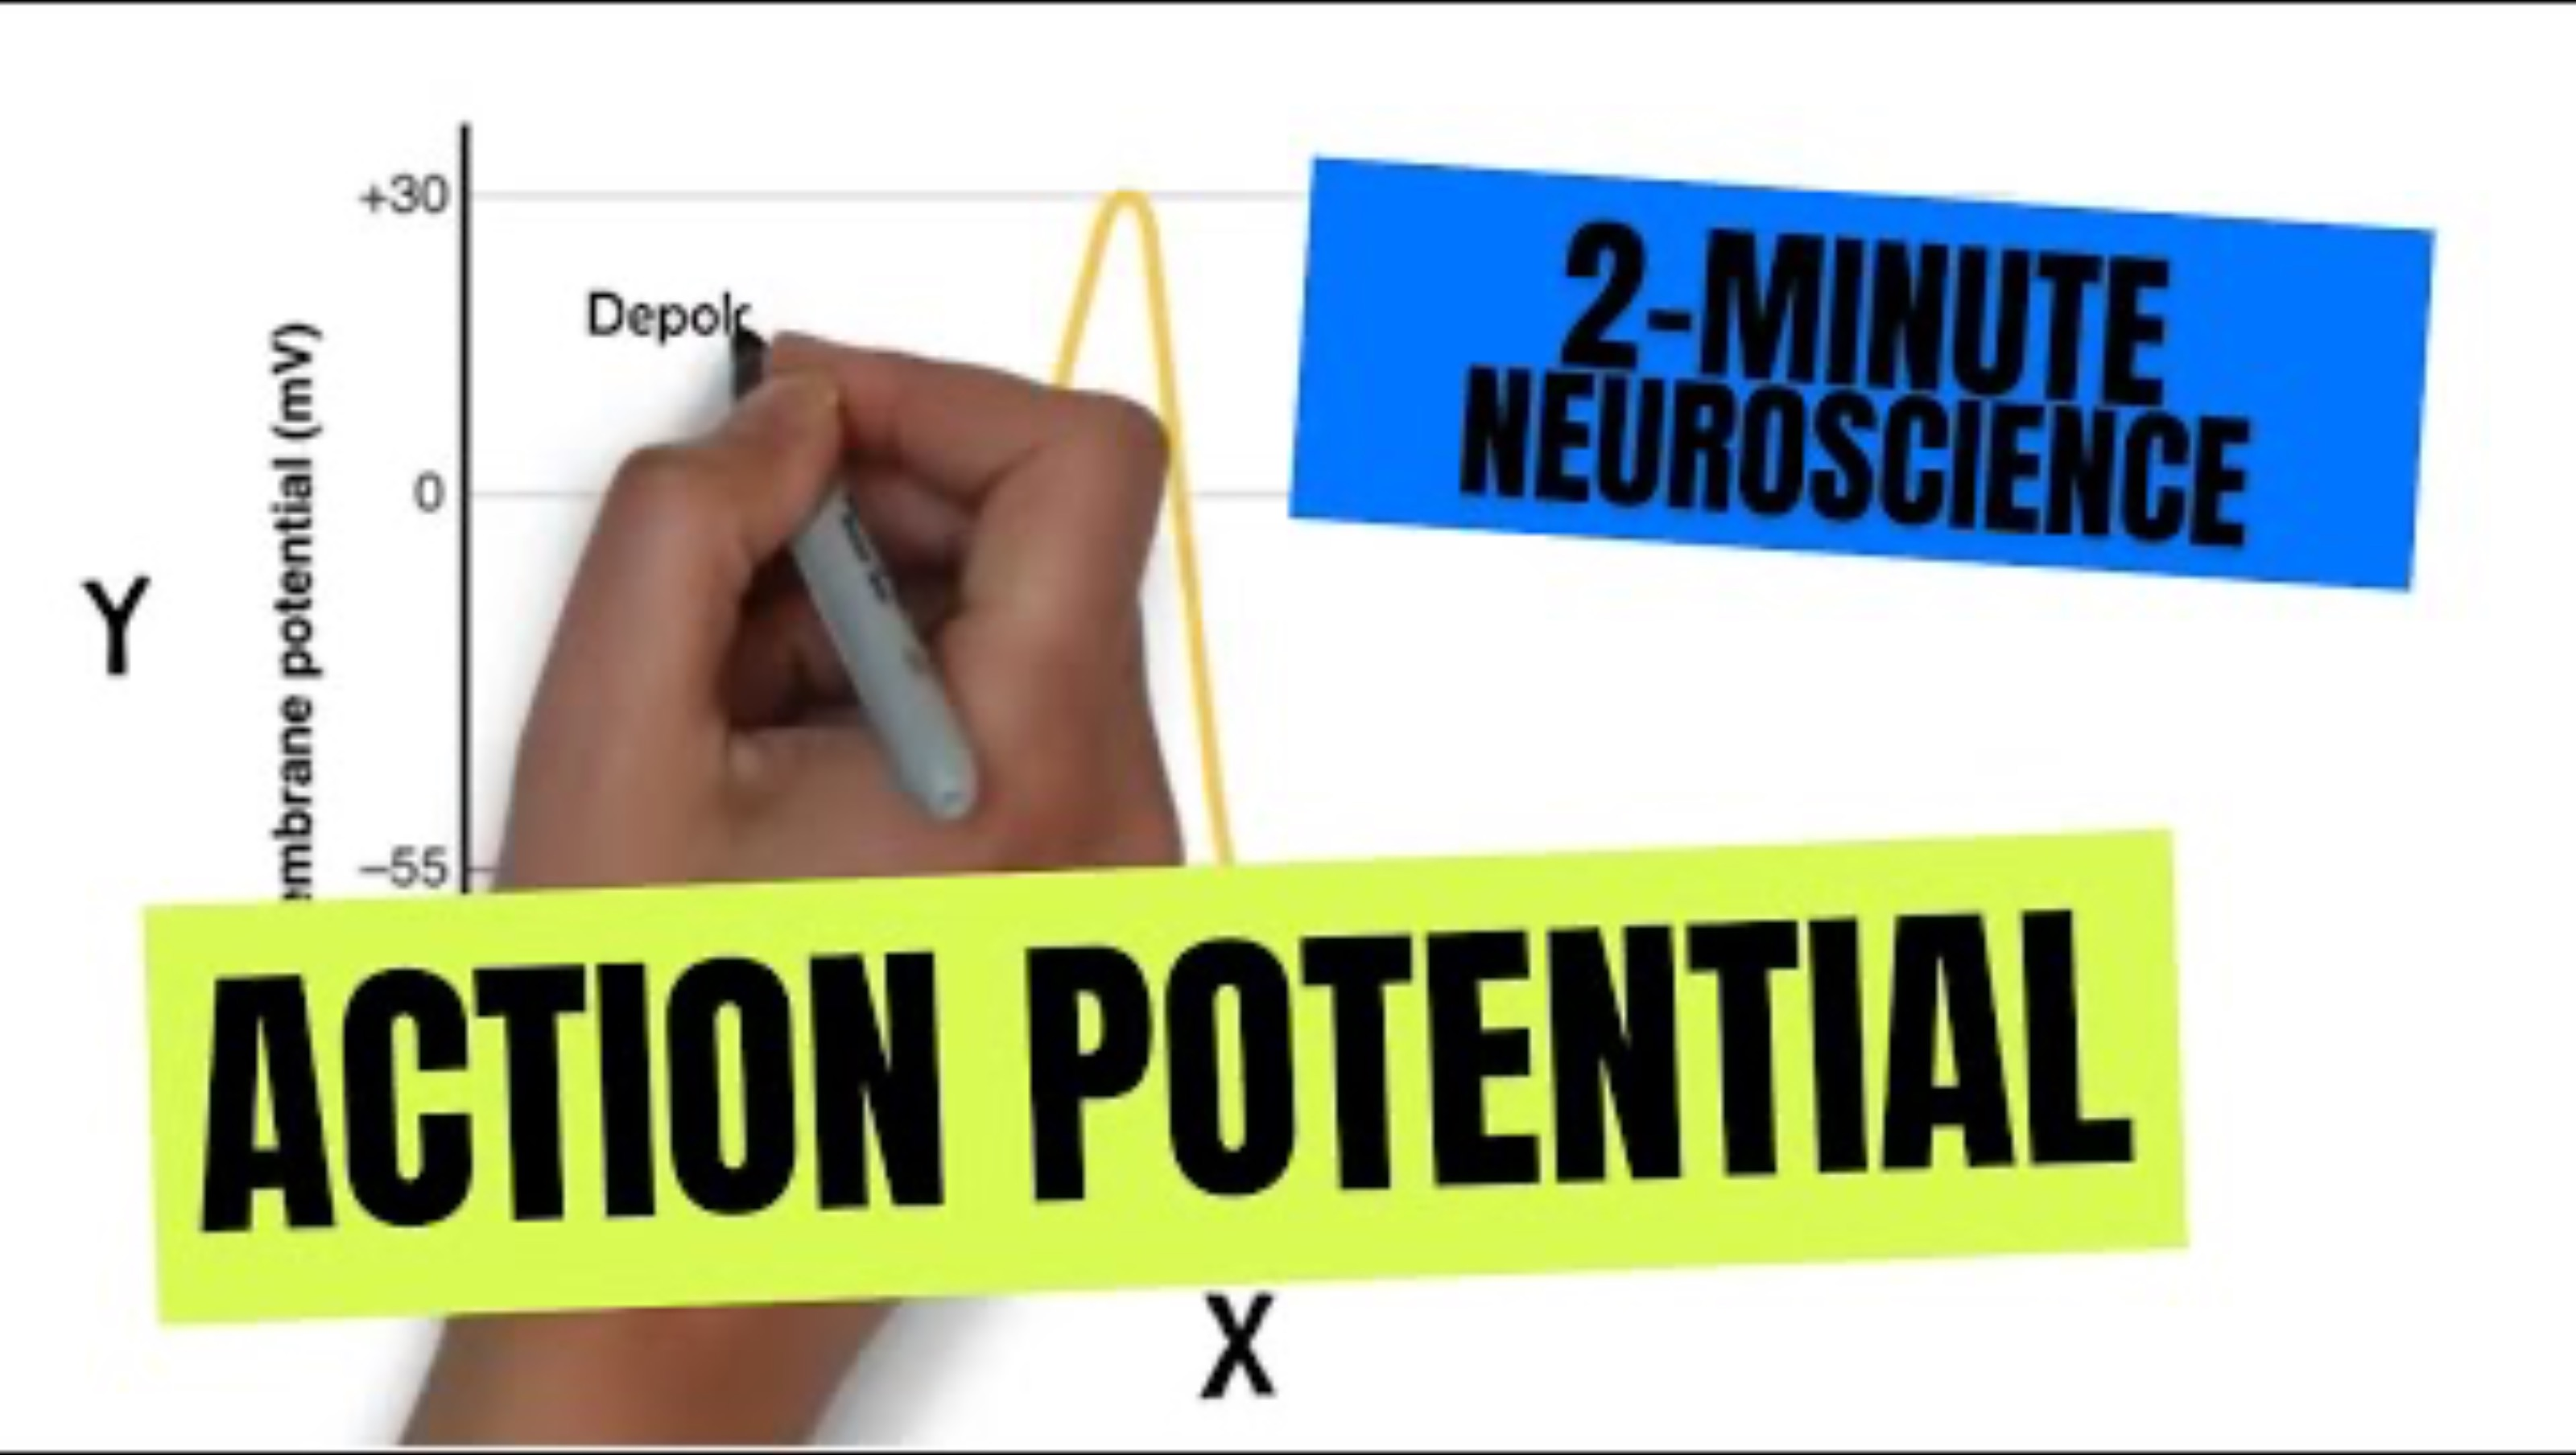 +30
2-MINUTE
NEUROSCIENCE
Depol
0
Y
embrane potential (mV)
–55
ACTION POTENTIAL
X